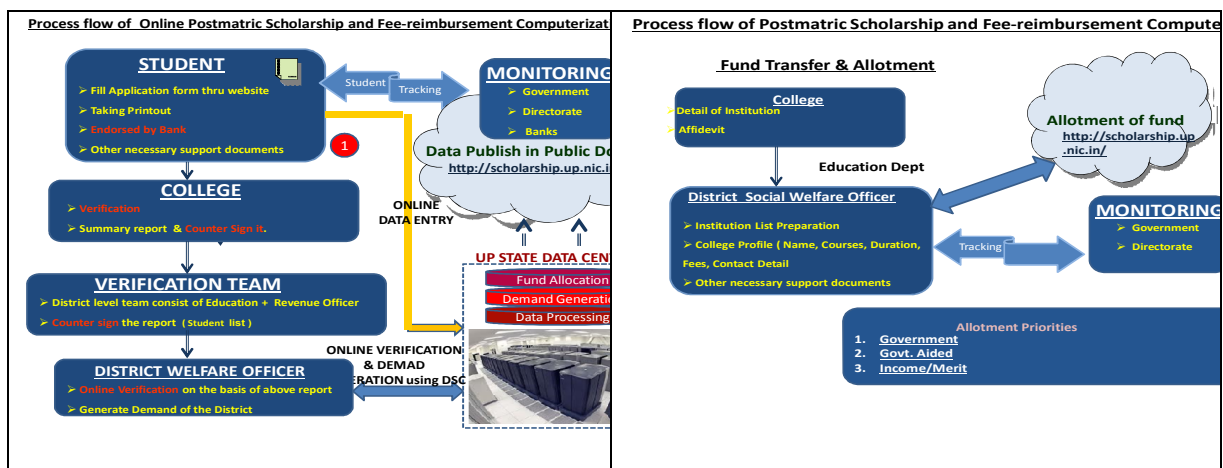 Process flow of Online Postmatric Scholarship and Fee-reimbursement Computerizat
STUDENT
Fill Application form thru website
Taking Printout
Endorsed by Bank
Other necessary support documents
Student
Tracking
MONITORING
Government
Directorate
Banks
1
Data Publish in Public Do
http://scholarship.up.nic.i
COLLEGE
Verification
Summary report & Counter Sign it.
ONLINE
DATA ENTRY
VERIFICATION TEAM
District level team consist of Education + Revenue Officer
Counter sign the report ( Student list )
UP STATE DATA CEN
Fund Allocation
Demand Generatio
Data Processing
ONLINE VERIFICATION
& DEMAD
ERATION using DSC
DISTRICT WELFARE OFFICER
Online Verification on the basis of above report
Generate Demand of the District
Process flow of Postmatric Scholarship and Fee-reimbursement Compute
Fund Transfer & Allotment
College
Detail of Institution
Affidevit
Allotment of fund
http://scholarship.up
.nic.in/
Education Dept
District Social Welfare Officer
Institution List Preparation
College Profile ( Name, Courses, Duration,
Fees, Contact Detail
Other necessary support documents
Tracking
MONITORING
Government
Directorate
Allotment Priorities
1. Government
2. Govt. Aided
3. Income/Merit